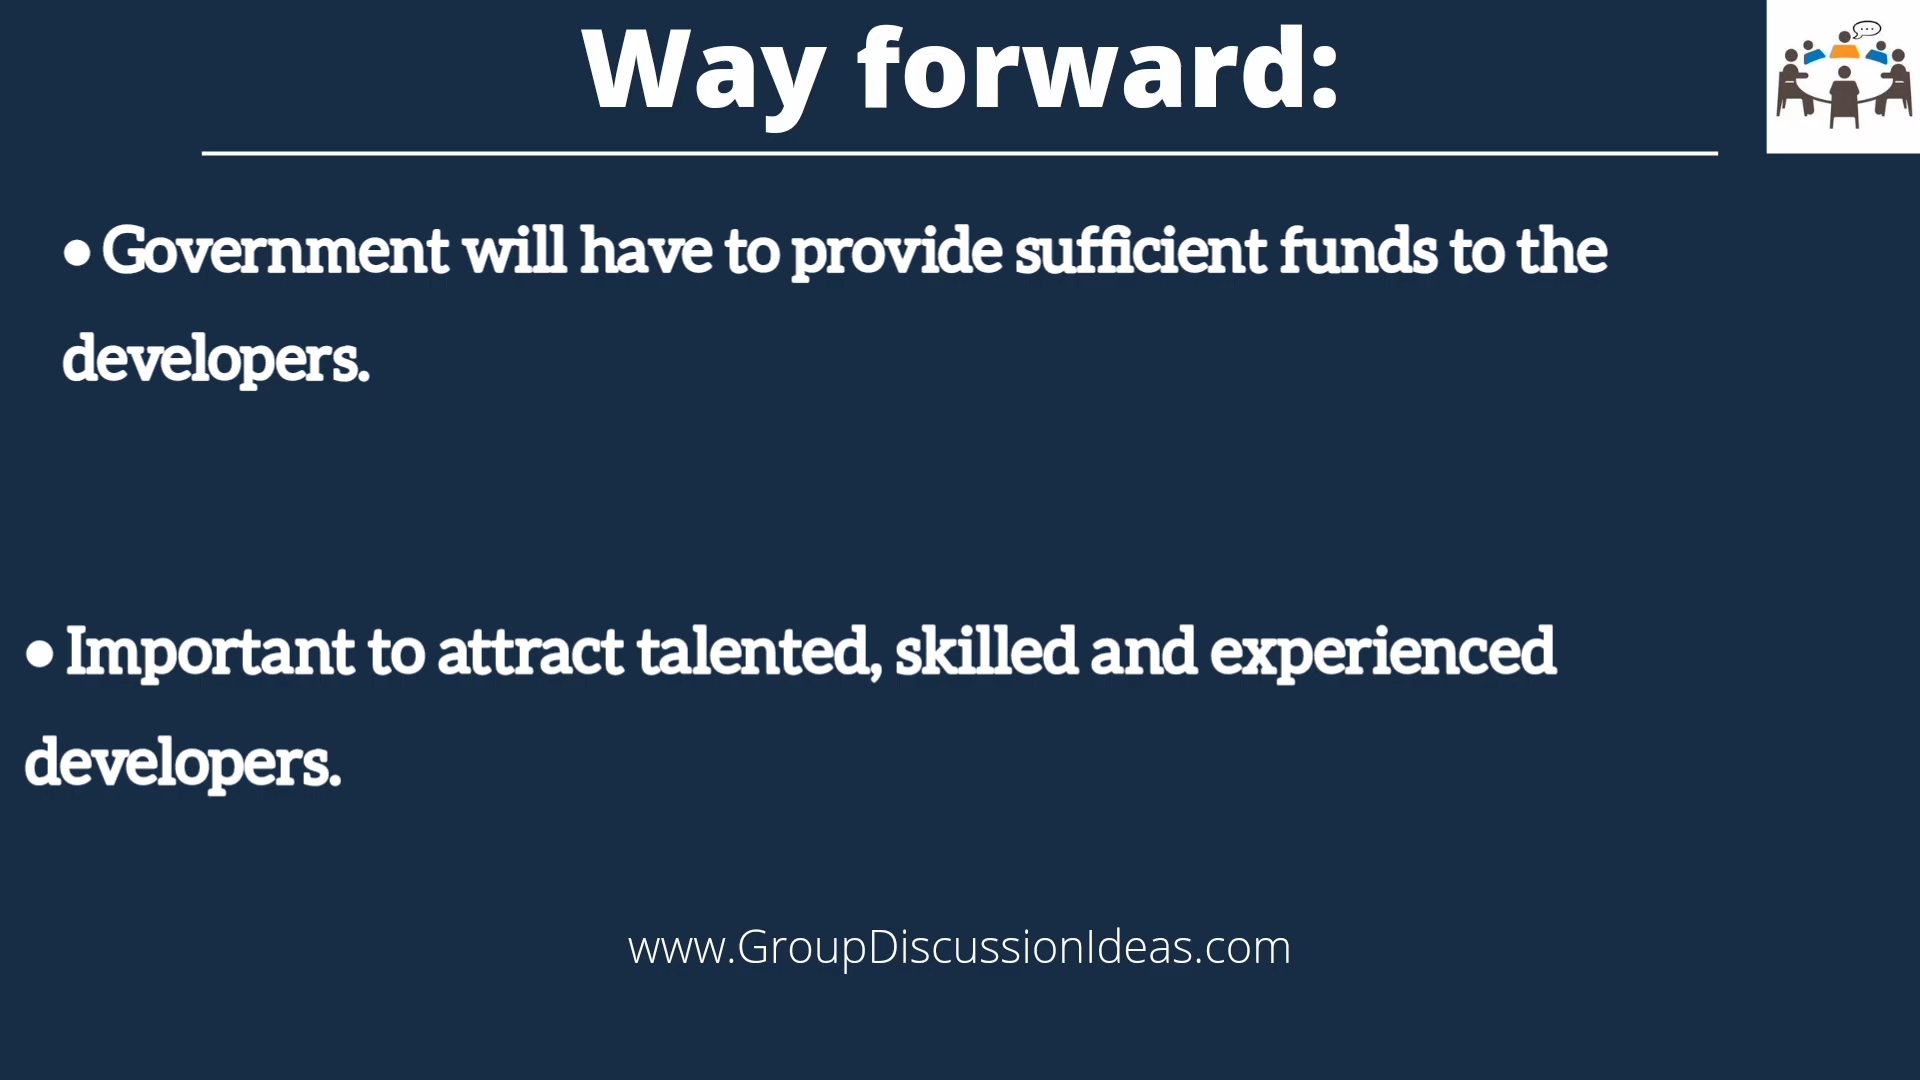 Way forward:
• Government will have to provide sufficient funds to the
developers.
• Important to attract talented, skilled and experienced
developers.
www.GroupDiscussionIdeas.com